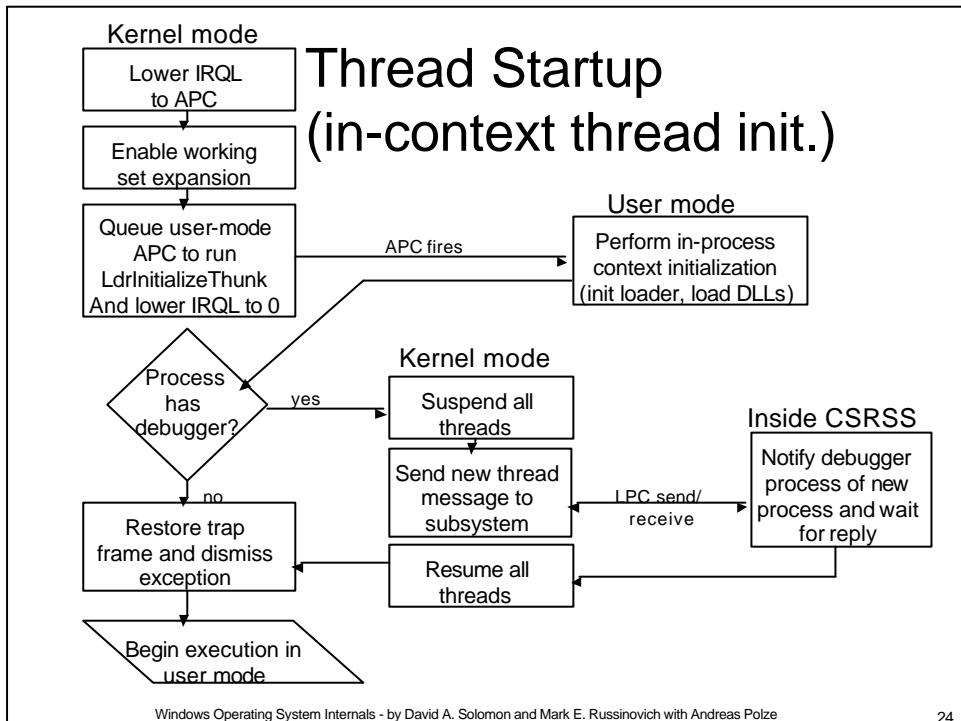 Kernel mode
Thread Startup
(in-context thread init.)
Lower IRQL
to APC
Enable working
set expansion
Queue user-mode
APC to run
LdrInitializeThunk
And lower IRQL to 0
APC fires
User mode
Perform in-process
context initialization
(init loader, load DLLs)
Process
has
debugger?
yes
no
Kernel mode
Suspend all
threads
Send new thread
message to
subsystem
LPC send/
receive
Inside CSRSS
Notify debugger
process of new
process and wait
for reply
Resume all
threads
Restore trap
frame and dismiss
exception
Begin execution in
user mode
Windows Operating System Internals - by David A. Solomon and Mark E. Russinovich with Andreas Polze
24